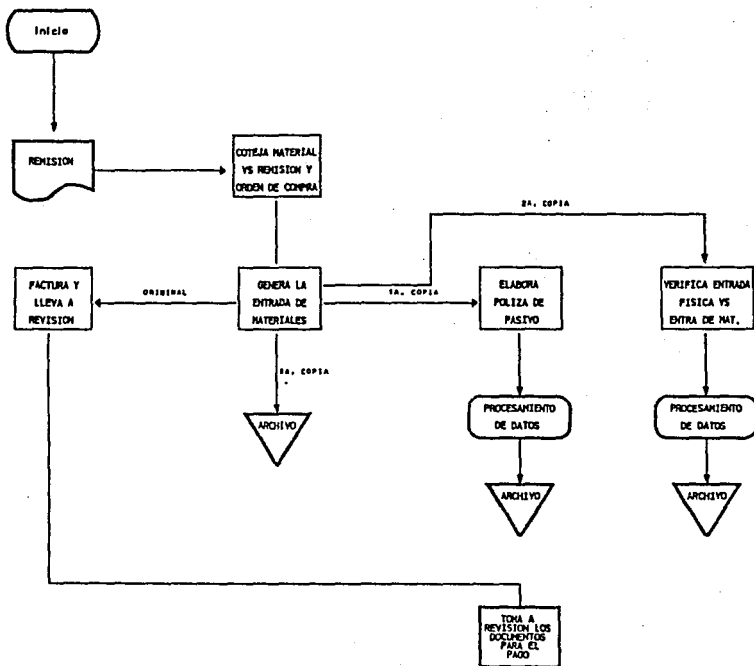 Inicio
REMISION
COTEJA MATERIAL
VS REMISION Y
ORDEN DE COMPRA
2A. COPIA
FACTURA Y
LLEVA A
REVISION
ORIGINAL
GENERA LA
ENTRADA DE
MATERIALES
1A. COPIA
ELABORA
POLIZA DE
PASIVO
VERIFICA ENTRADA
FISICA VS
ENTRA DE MAT.
COPIA
ARCHIVO
PROCESAMIENTO
DE DATOS
PROCESAMIENTO
DE DATOS
ARCHIVO
ARCHIVO
TOMA A
REVISION LOS
DOCUMENTOS
PARA EL
PAGO